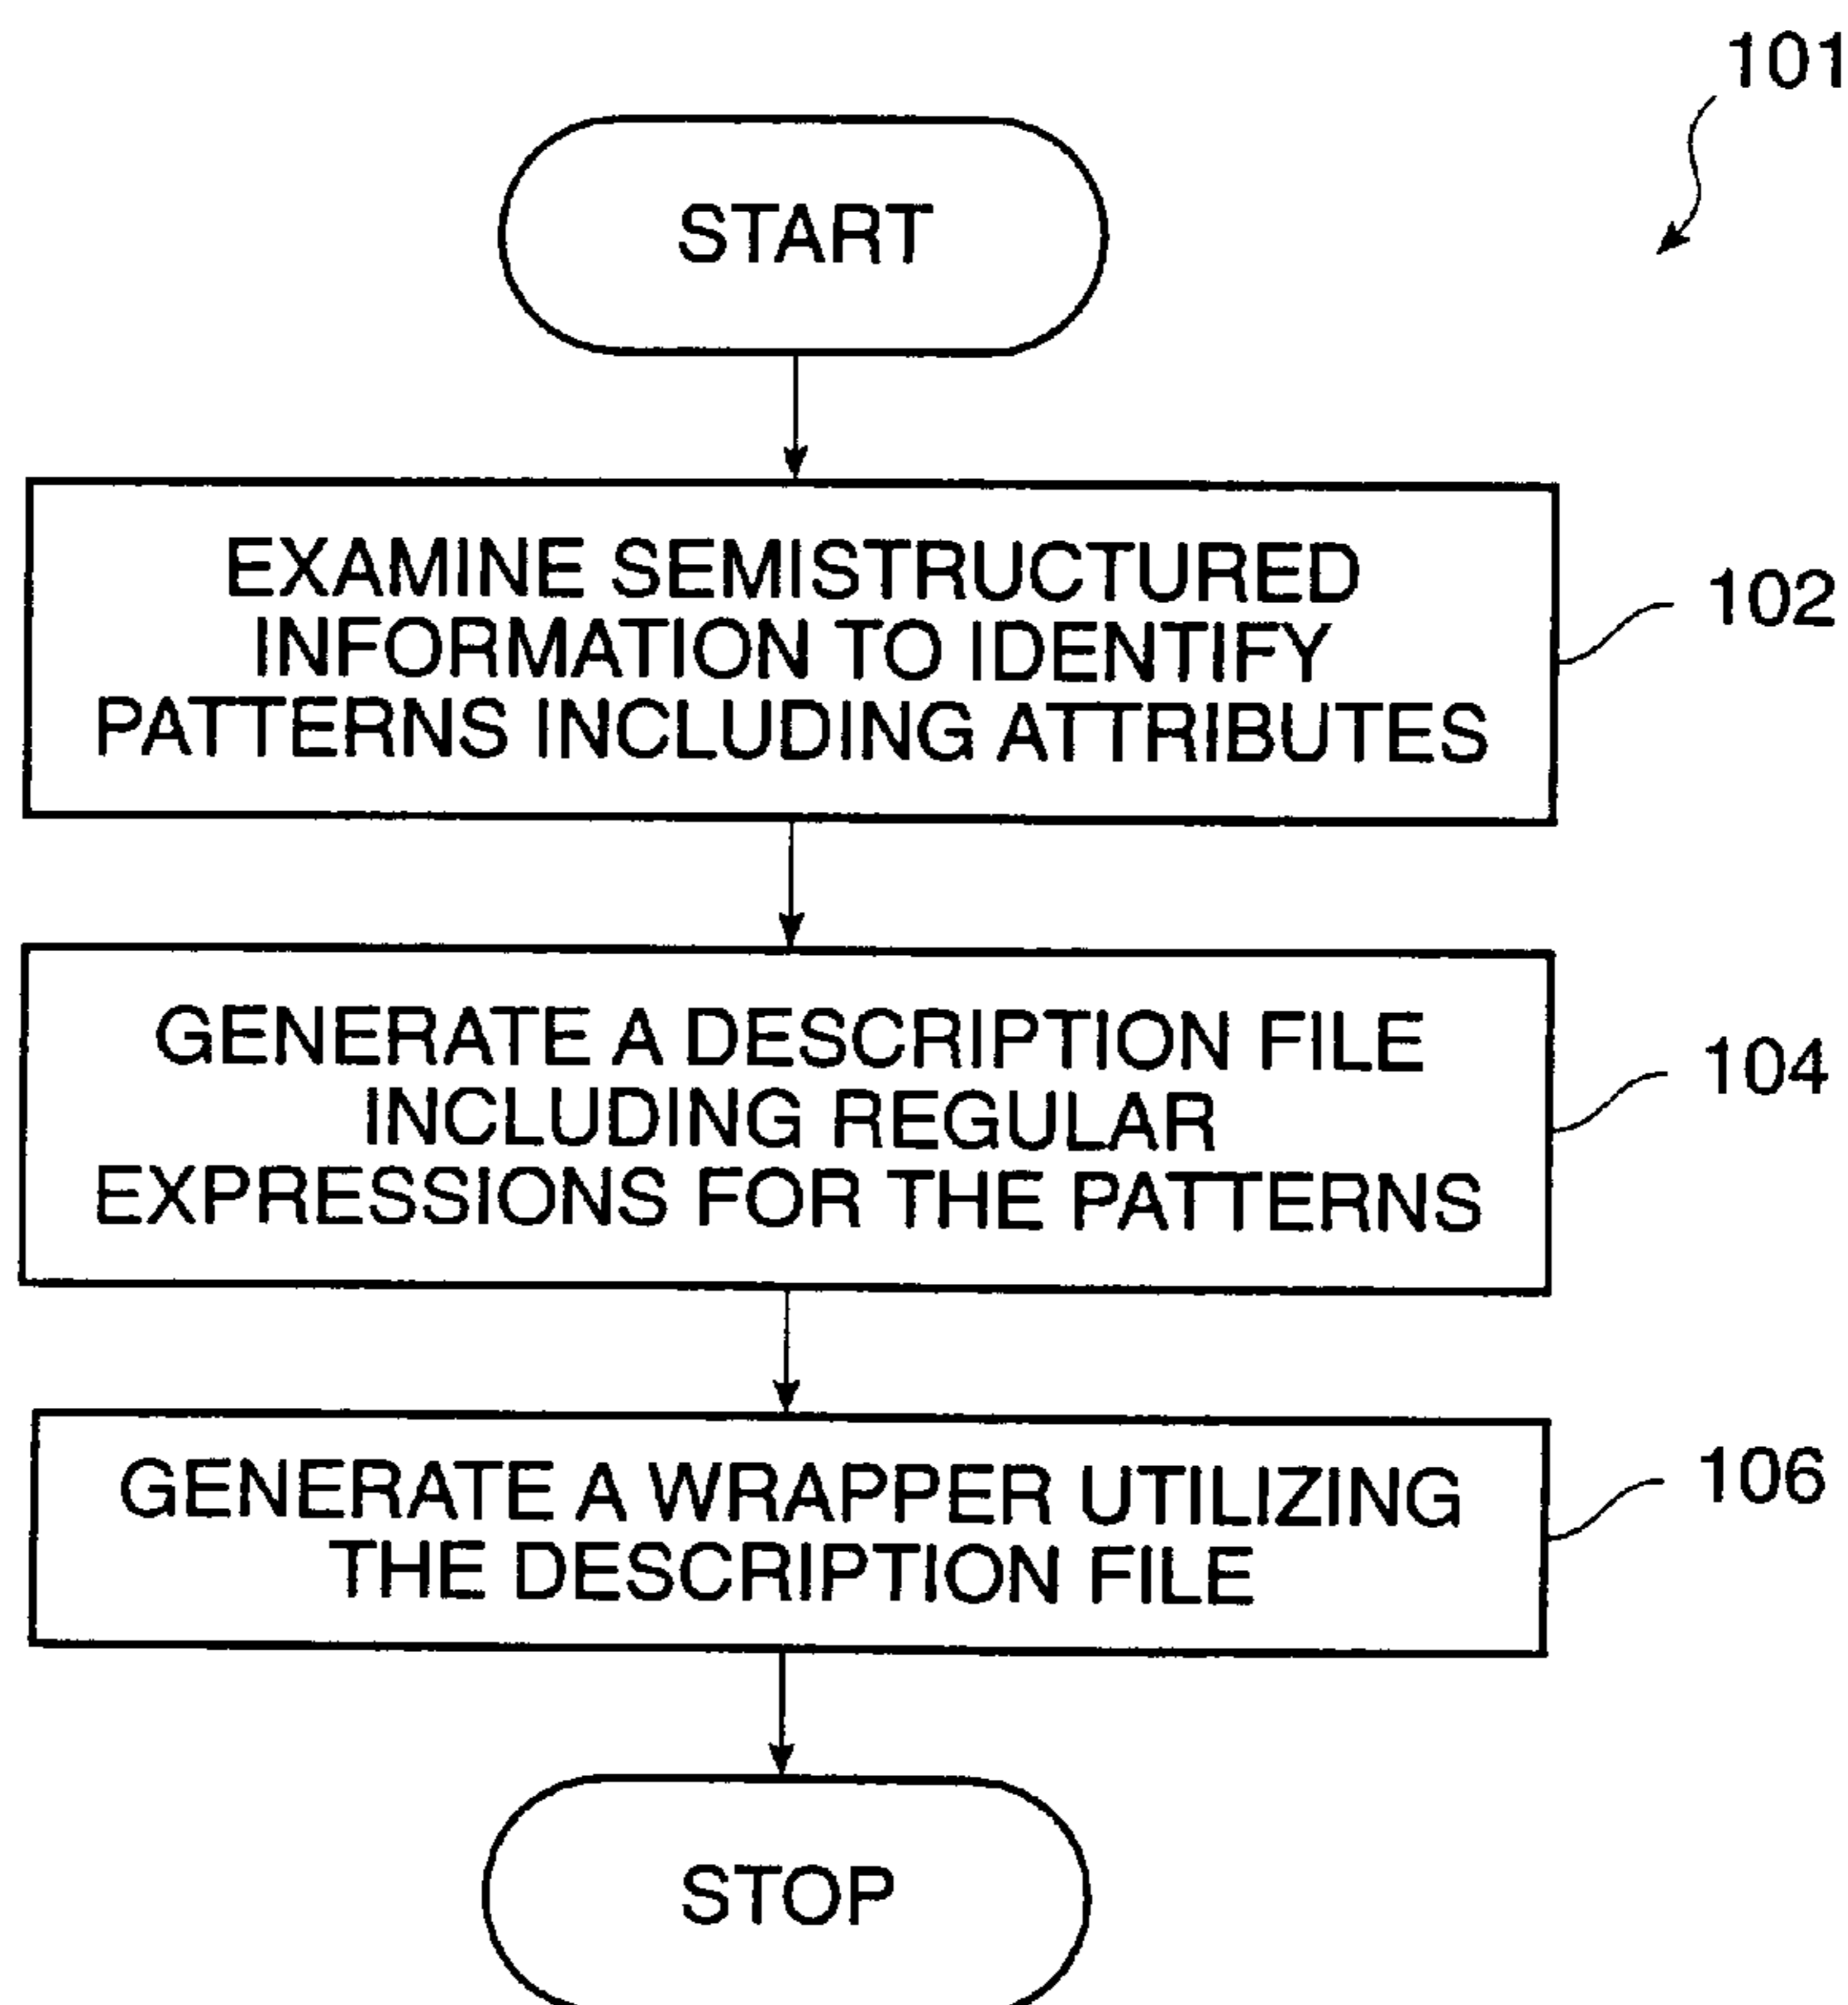 101
START
EXAMINE SEMISTRUCTURED
INFORMATION TO IDENTIFY
PATTERNS INCLUDING ATTRIBUTES
102
GENERATE A DESCRIPTION FILE
INCLUDING REGULAR
EXPRESSIONS FOR THE PATTERNS
104
GENERATE A WRAPPER UTILIZING
THE DESCRIPTION FILE
106
STOP